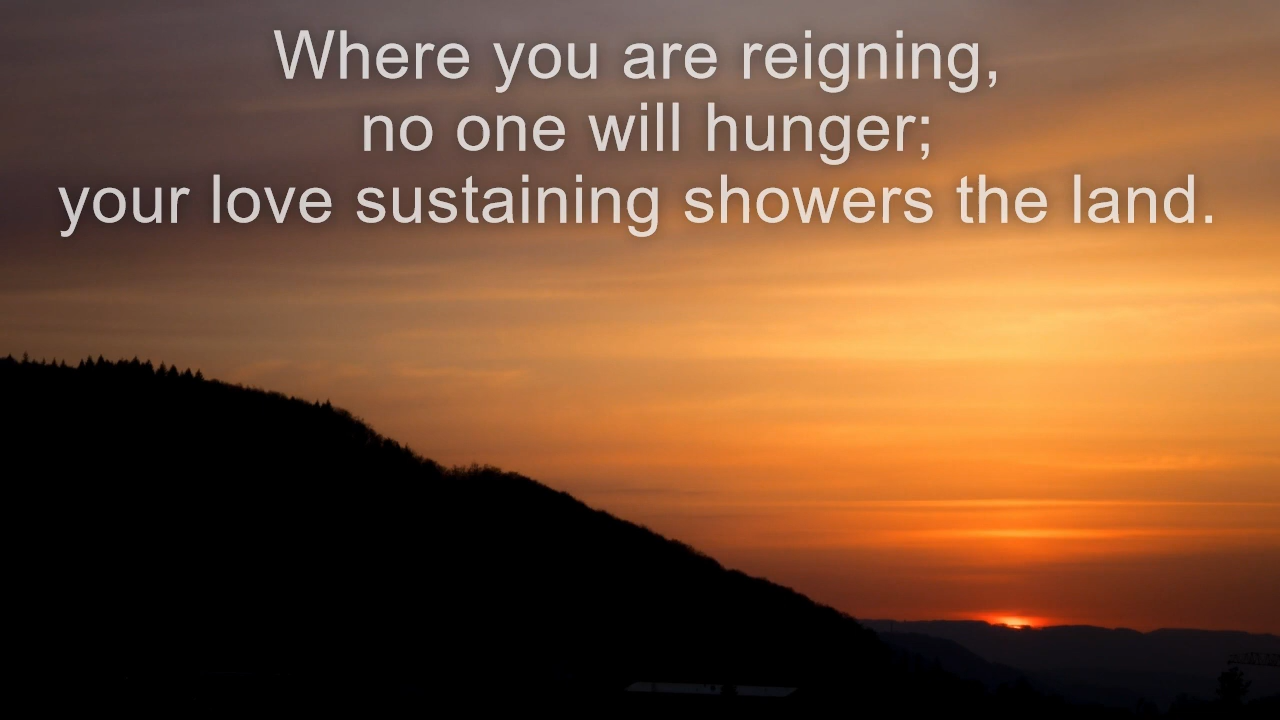 Where you are reigning,
no one will hunger;
your love sustaining showers the land.